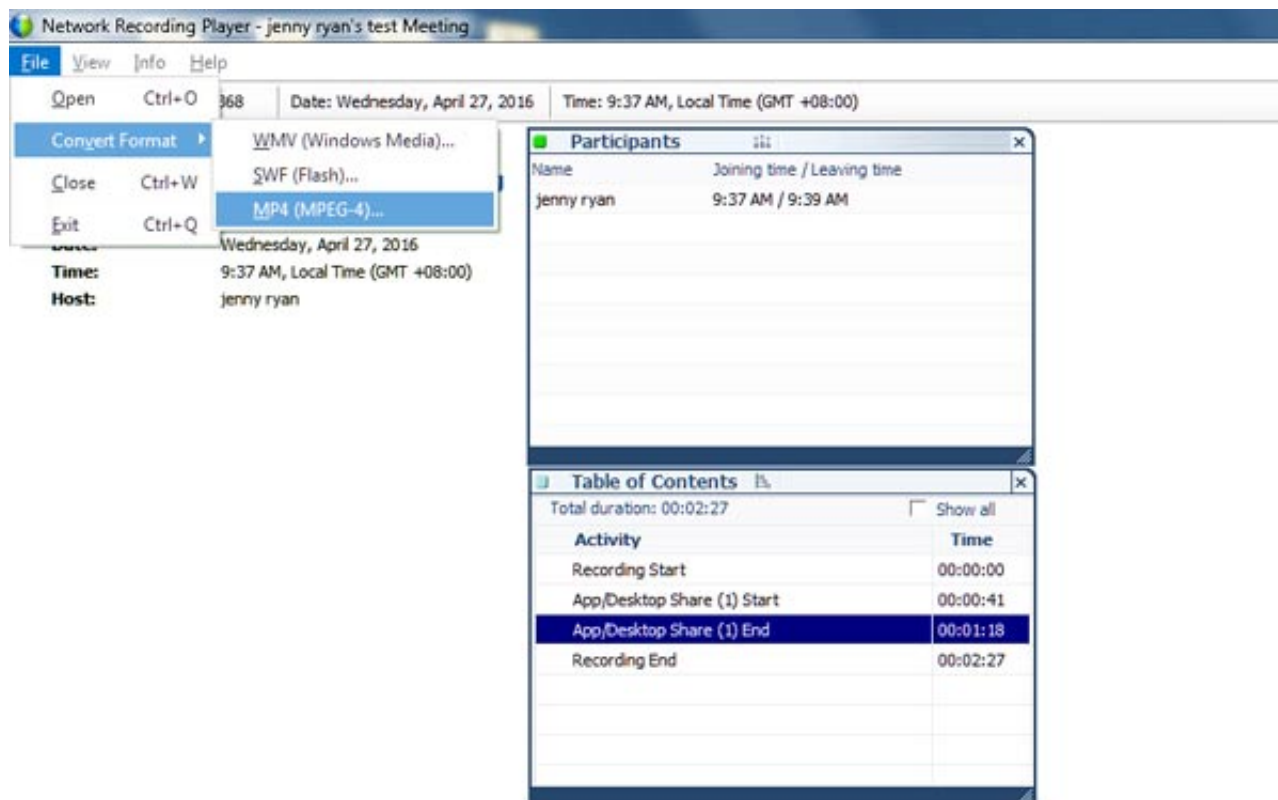 Network Recording Player - jenny ryan's test Meeting
File View Info Help
Open Ctrl+O
368 Date: Wednesday, April 27, 2016 Time: 9:37 AM, Local Time (GMT +08:00)
Convert Format
WMV (Windows Media)...
SWF (Flash)...
MP4 (MPEG-4)...
Close Ctrl+W
Exit Ctrl+Q
Date: Wednesday, April 27, 2016
Time: 9:37 AM, Local Time (GMT +08:00)
Host: jenny ryan
Participants
Name Joining time / Leaving time
jenny ryan 9:37 AM / 9:39 AM
Table of Contents
Total duration: 00:02:27 Show all
Activity Time
Recording Start 00:00:00
App/Desktop Share (1) Start 00:00:41
App/Desktop Share (1) End 00:01:18
Recording End 00:02:27